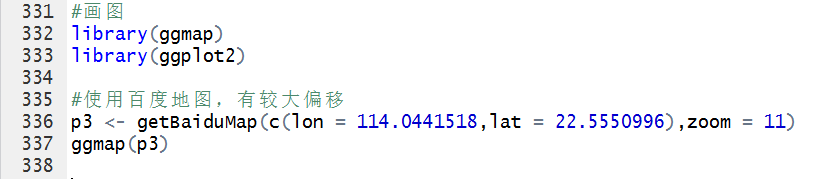 331 #画图
332 library(ggmap)
333 library(ggplot2)
334
335 #使用百度地图，有较大偏移
336 p3 <- getBaiduMap(c(lon = 114.0441518,lat = 22.5550996),zoom = 11)
337 ggmap(p3)
338